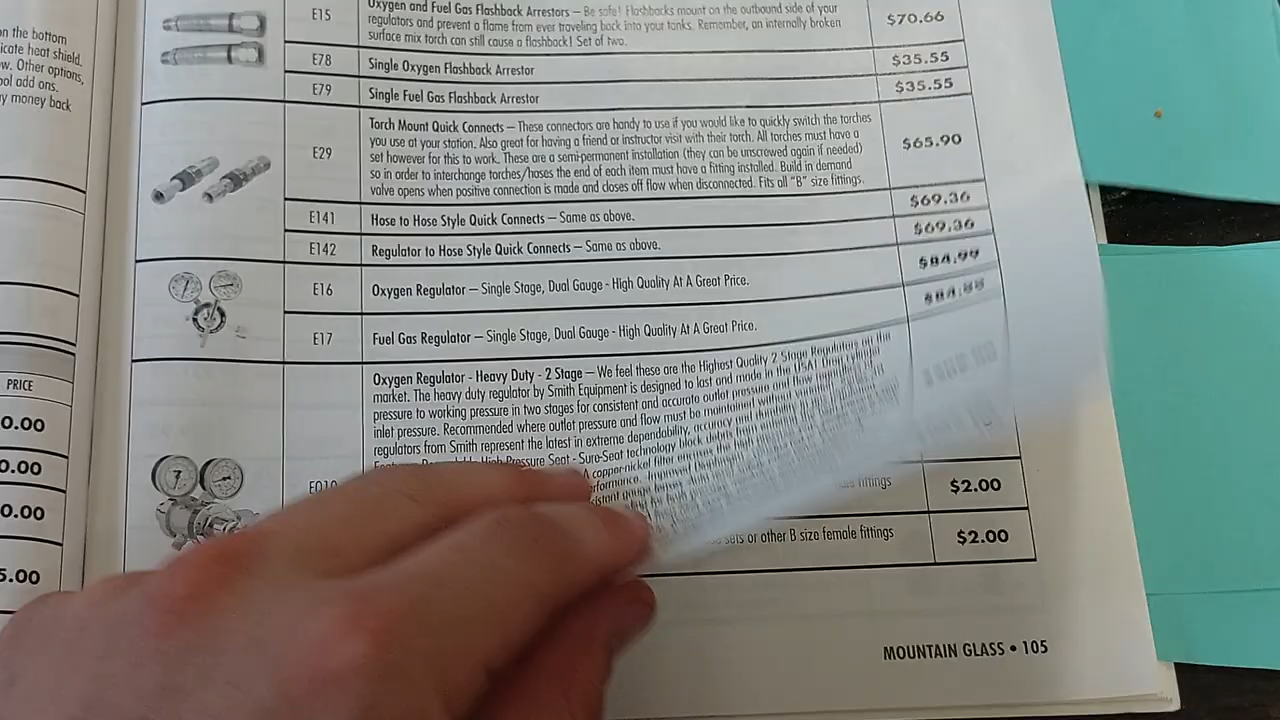 on the bottom
icate heat shield.
w. Other options,
ool add ons.
y money back
PRICE
0.00
0.00
0.00
5.00
E15
Oxygen and Fuel Gas Flashback Arrestors – Be safe! Flashbacks mount on the outbound side of your
regulators and prevent a flame from ever traveling back into your tanks. Remember, an internally broken
surface mix torch can still cause a flashback! Set of two.
$70.66
E78 Single Oxygen Flashback Arrestor $35.55
E79 Single Fuel Gas Flashback Arrestor $35.55
E29
Torch Mount Quick Connects – These connectors are handy to use if you would like to quickly switch the torches
you use at your station. Also great for having a friend or instructor visit with their torch. All torches must have a
set however for this to work. These are a semi-permanent installation (they can be unscrewed again if needed)
so in order to interchange torches/hoses the end of each item must have a fitting installed. Build in demand
valve opens when positive connection is made and closes off flow when disconnected. Fits all "B" size fittings.
$65.90
E141 Hose to Hose Style Quick Connects – Same as above. $69.36
E142 Regulator to Hose Style Quick Connects – Same as above. $69.36
E16 Oxygen Regulator – Single Stage, Dual Gauge - High Quality At A Great Price. $84.99
E17 Fuel Gas Regulator – Single Stage, Dual Gauge - High Quality At A Great Price.
Oxygen Regulator - Heavy Duty - 2 Stage – We feel these are the Highest Quality 2 Stage Regulators on the
market. The heavy duty regulator by Smith Equipment is designed to last and made in the USA! cylinder
pressure to working pressure in two stages for consistent and accurate outlet pressure and flow
inlet pressure. Recommended where outlet pressure and flow must be maintained without
regulators from Smith represent the latest in extreme dependability, accuracy and durability
High Pressure Seat - Sure-Seat technology
A copper-nickel filter
fittings $2.00
sets or other B size female fittings $2.00
MOUNTAIN GLASS • 105